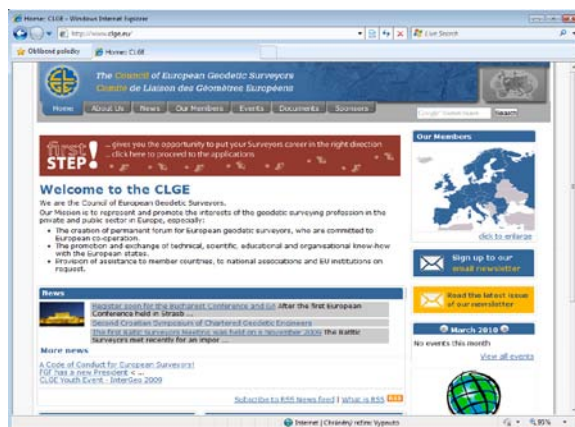 Home: CLGE - Windows Internet Explorer
http://www.clge.eu/
Live Search
Oblíbené položky
Home: CLGE
The Council of European Geodetic Surveyors
Comité de Liaison des Géomètres Européens
Home About Us News Our Members Events Documents Sponsors
Search
first STEP!
... gives you the opportunity to put your Surveyors career in the right direction
... click here to proceed to the applications
Our Members
click to enlarge
Welcome to the CLGE
We are the Council of European Geodetic Surveyors.
Our Mission is to represent and promote the interests of the geodetic surveying profession in the
private and public sector in Europe, especially:
• The creation of permanent forum for European geodetic surveyors, who are committed to
European co-operation.
• The promotion and exchange of technical, scientific, educational and organisational know-how
with the European states.
• Provision of assistance to member countries, to national associations and EU institutions on
request.
Sign up to our
email newsletter
Read the latest issue
of our newsletter
News
Register soon for the Bucharest Conference and GA After the first European
Conference held in Strasb ...
Second Croatian Symposium of Chartered Geodetic Engineers
The first Baltic Surveyors Meeting was held on 6 November 2009 The Baltic
Surveyors met recently for an impor ...
More news
A Code of Conduct for European Surveyors!
FGF has a new President < ...
CLGE Youth Event - InterGeo 2009
Subscribe to RSS News feed | What is RSS RSS
March 2010
No events this month
View all events
Internet | Chráněný režim: Vypnuto
95%